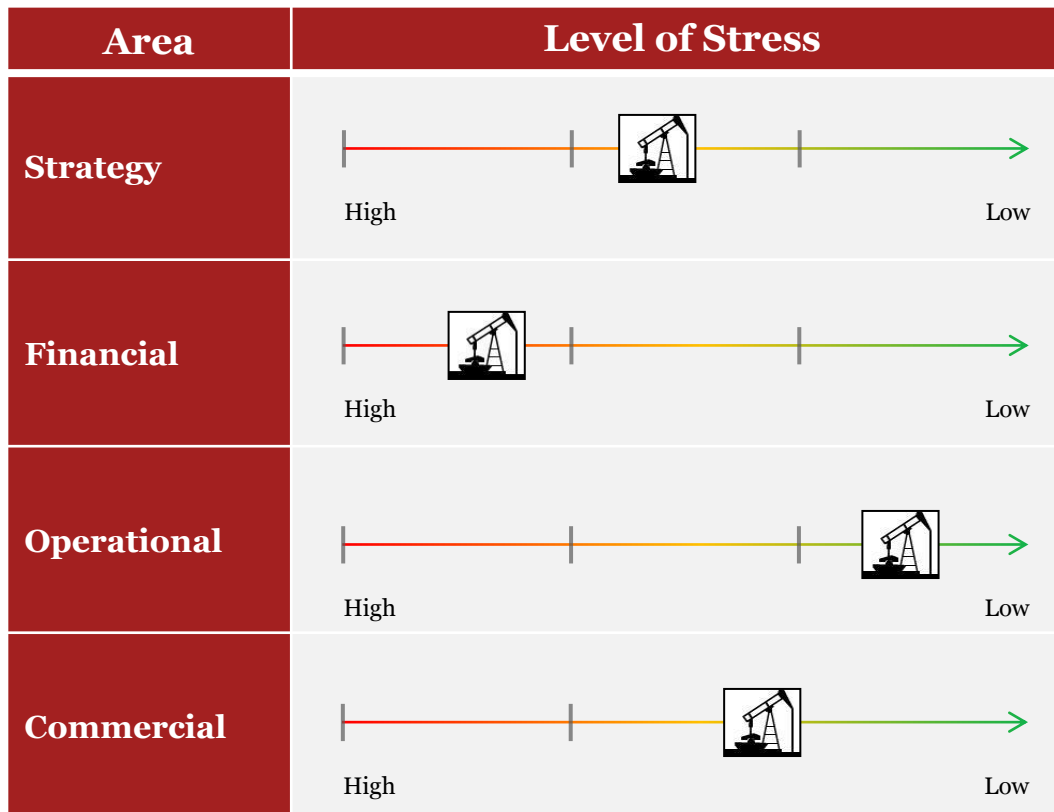 Area
Level of Stress
Strategy
High
Low
Financial
High
Low
Operational
High
Low
Commercial
High
Low